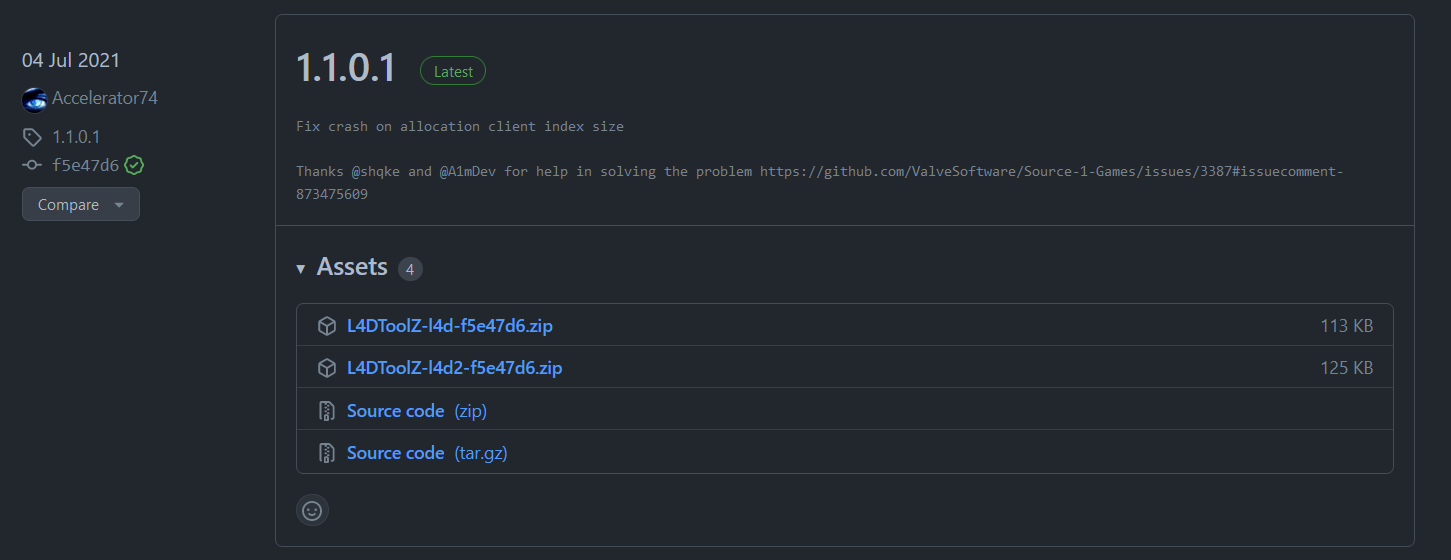 04 Jul 2021
Accelerator74
1.1.0.1
f5e47d6
Compare
1.1.0.1 Latest
Fix crash on allocation client index size
Thanks @shqke and @A1mDev for help in solving the problem https://github.com/ValveSoftware/Source-1-Games/issues/3387#issuecomment-
873475609
Assets 4
L4DToolZ-l4d-f5e47d6.zip 113 KB
L4DToolZ-l4d2-f5e47d6.zip 125 KB
Source code (zip)
Source code (tar.gz)